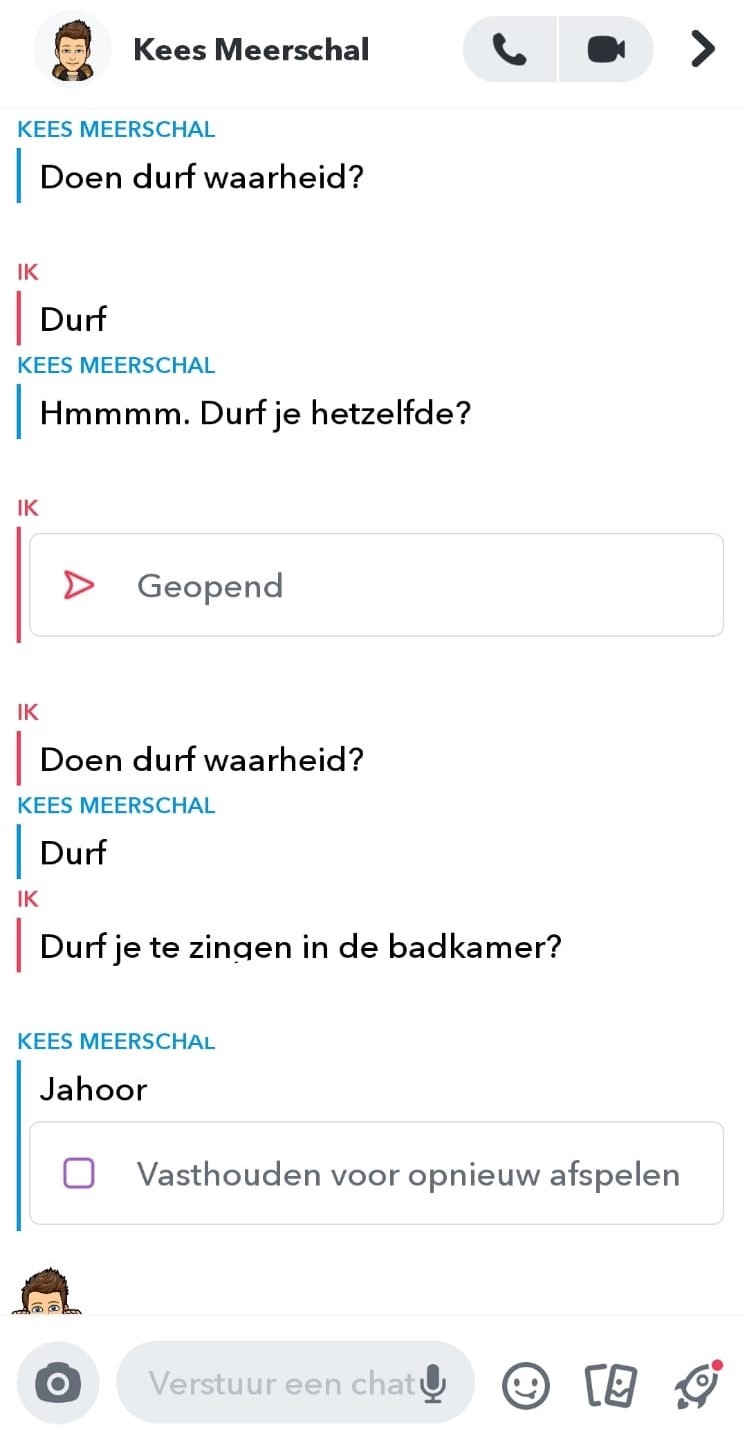 Kees Meerschal
KEES MEERSCHAL
Doen durf waarheid?
IK
Durf
KEES MEERSCHAL
Hmmmm. Durf je hetzelfde?
IK
Geopend
IK
Doen durf waarheid?
KEES MEERSCHAL
Durf
IK
Durf je te zingen in de badkamer?
KEES MEERSCHAL
Jahoor
Vasthouden voor opnieuw afspelen
Verstuur een chat